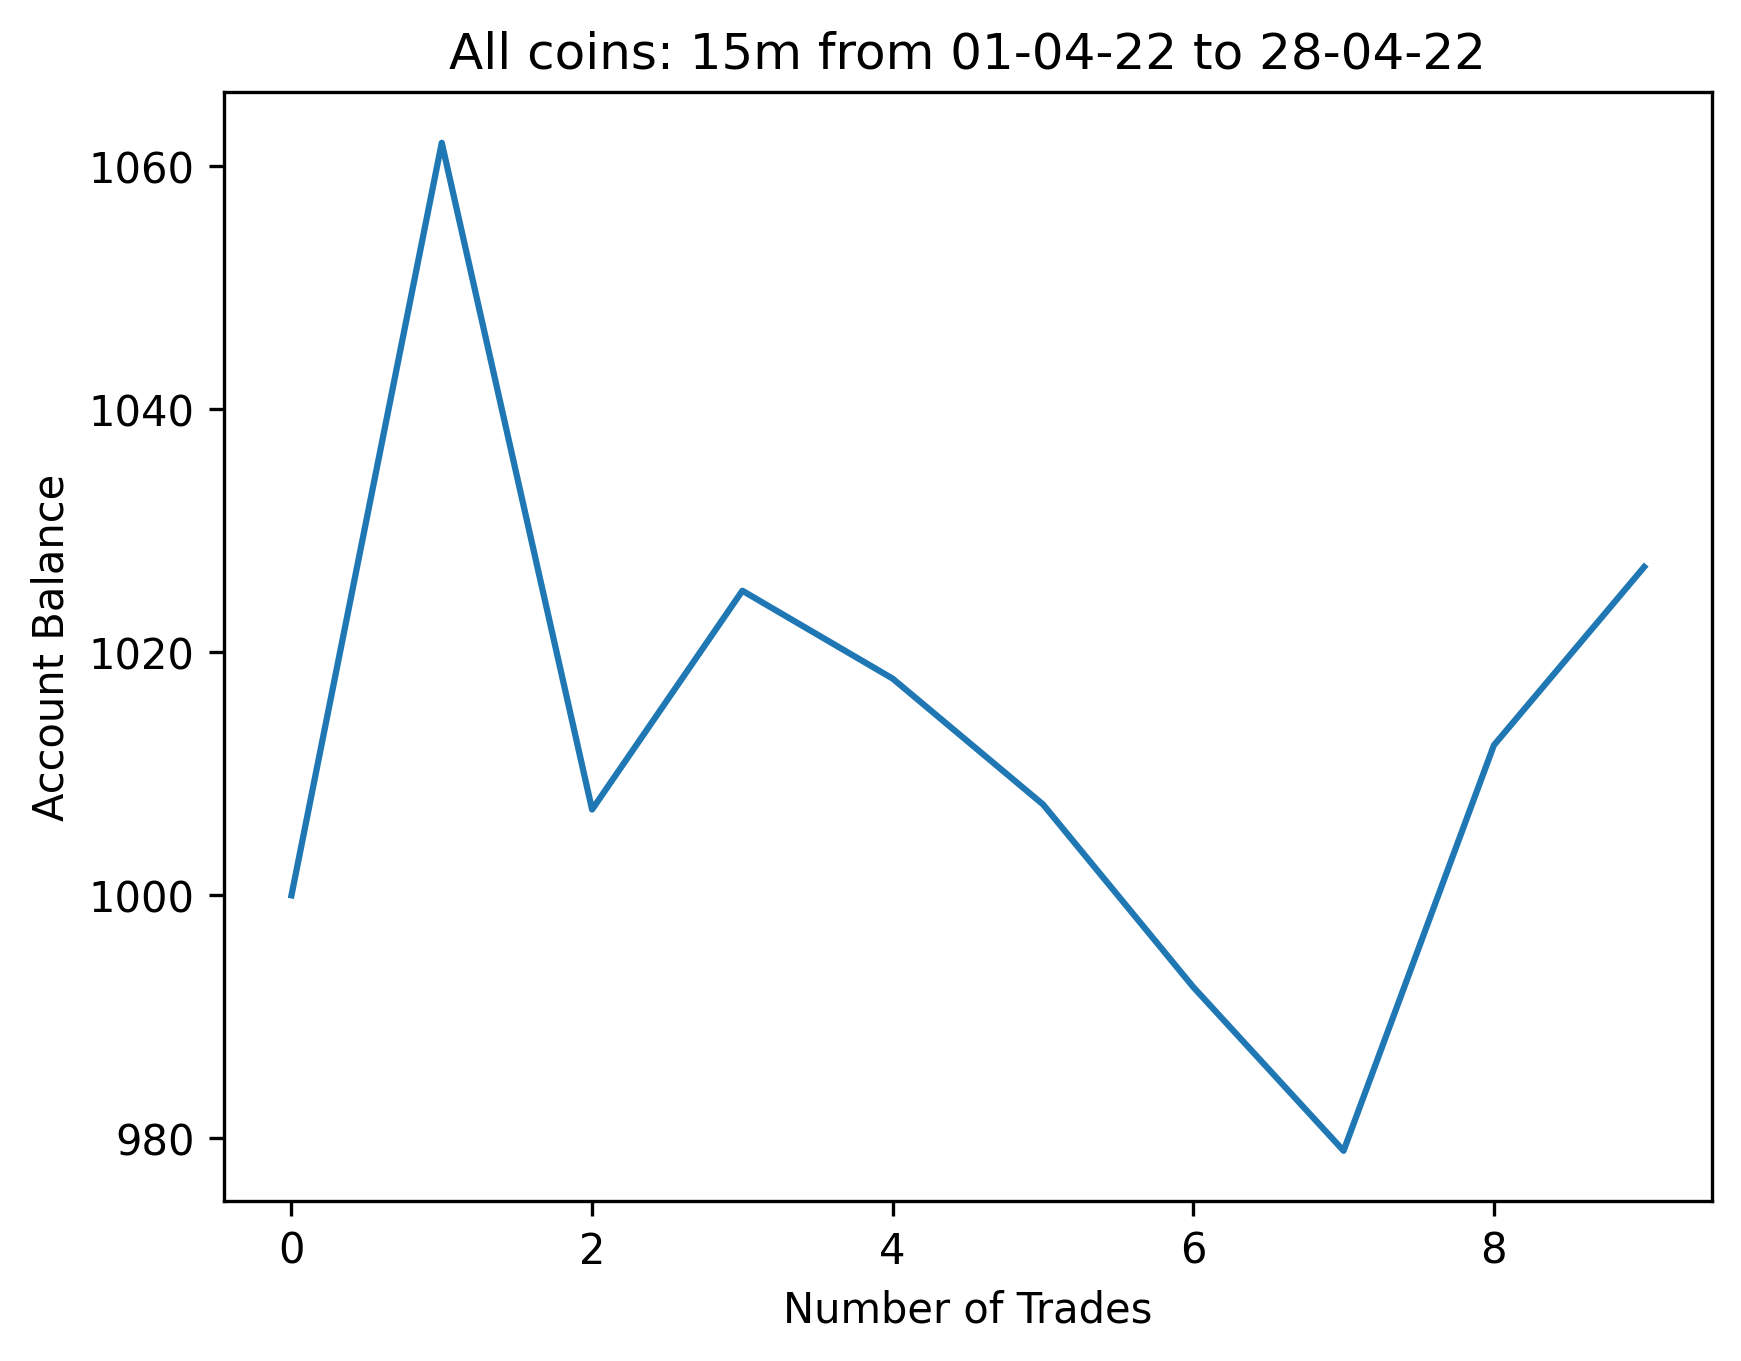 All coins: 15m from 01-04-22 to 28-04-22
1060
1040
1020
1000
980
Account Balance
0 2 4 6 8
Number of Trades